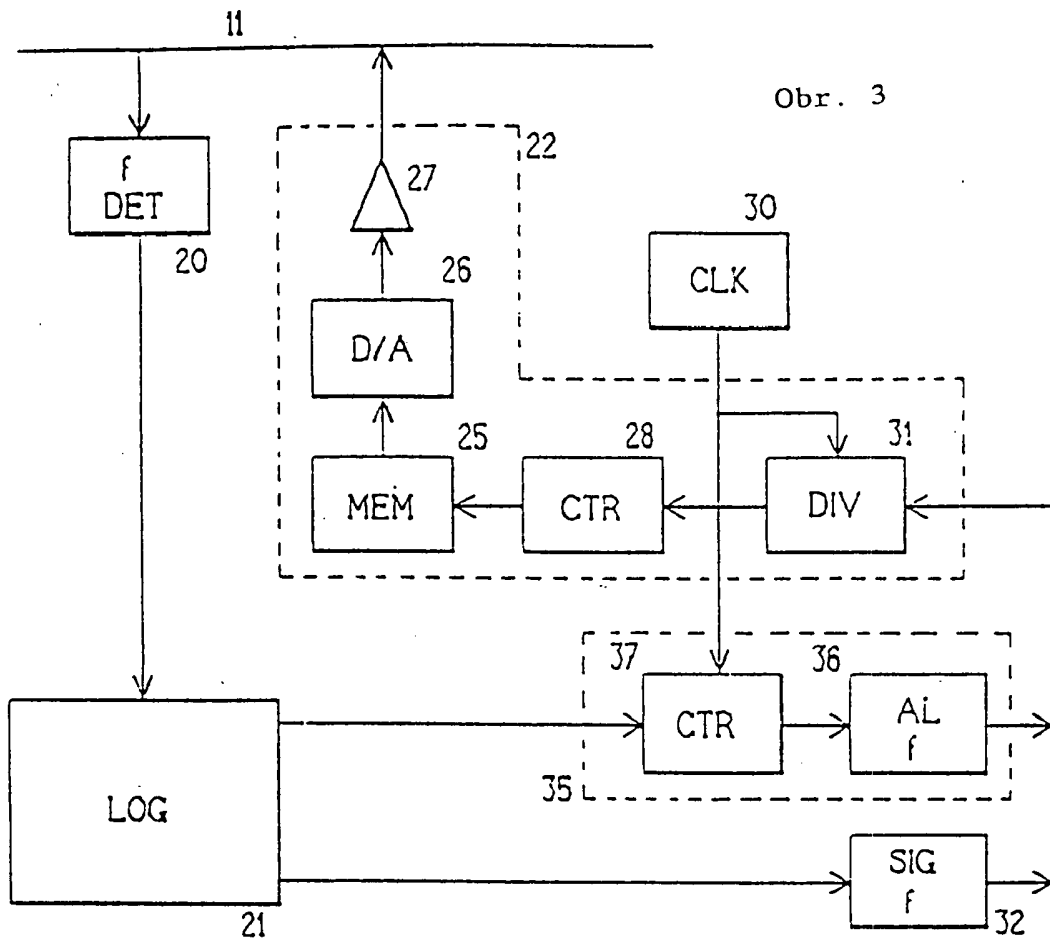 11
Obr. 3
22
f
DET
20
27
30
CLK
26
D/A
25
MEM
28
CTR
31
DIV
37
CTR
36
AL
f
35
LOG
21
SIG
f
32